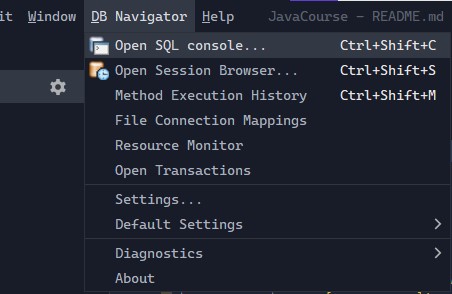 it Window DB Navigator Help JavaCourse – README.md
Open SQL console... Ctrl+Shift+C
Open Session Browser... Ctrl+Shift+S
Method Execution History Ctrl+Shift+M
File Connection Mappings
Resource Monitor
Open Transactions
Settings...
Default Settings
Diagnostics
About